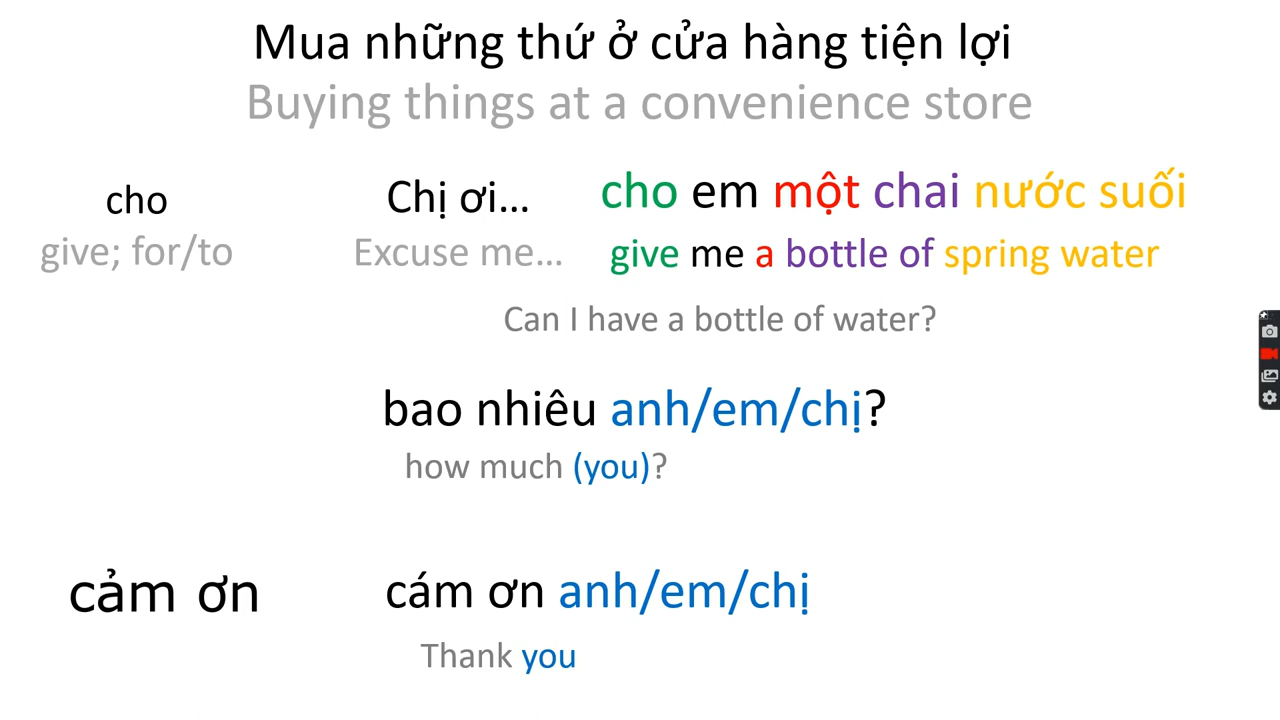 Mua những thứ ở cửa hàng tiện lợi
Buying things at a convenience store
cho
give; for/to
Chị ơi...
Excuse me...
cho em một chai nước suối
give me a bottle of spring water
Can I have a bottle of water?
bao nhiêu anh/em/chị?
how much (you)?
cảm ơn
cám ơn anh/em/chị
Thank you